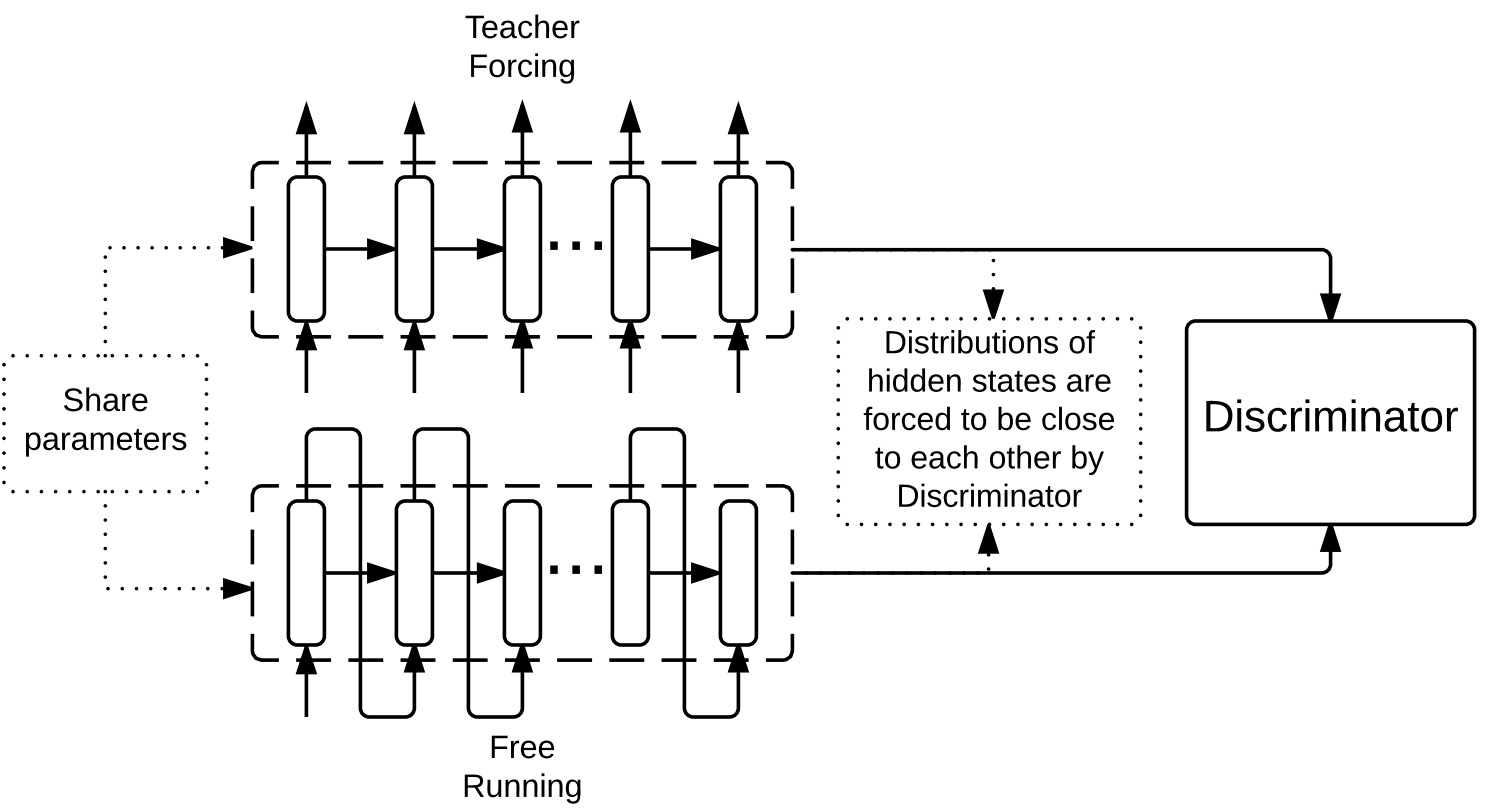 Teacher
Forcing
Share
parameters
Distributions of
hidden states are
forced to be close
to each other by
Discriminator
Discriminator
Free
Running